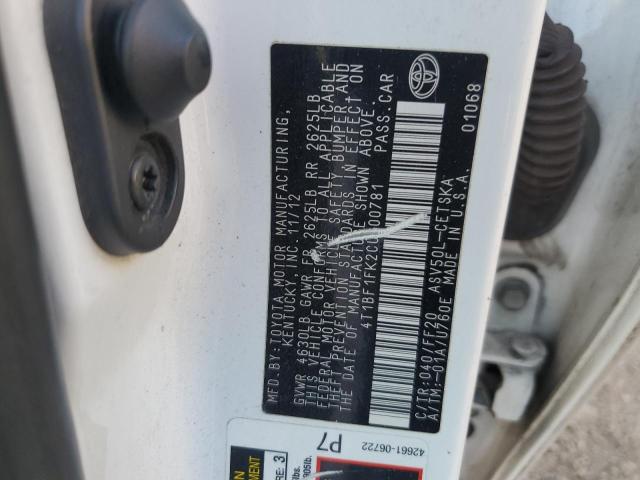 MFD.BY: TOYOTA MOTOR MANUFACTURING,
KENTUCKY, INC. 11/12
GVWR 4630LB GAWR FR 2625LB RR 2625LB
THIS VEHICLE CONFORMS TO ALL APPLICABLE
FEDERAL MOTOR VEHICLE SAFETY BUMPER, AND
THEFT PREVENTION STANDARDS IN EFFECT ON
DATE OF MANUFACTURE SHOWN ABOVE.
4T1BF1FK2 00781 PASS.CAR
C/TR:040/FF20 ASV50L-CETSKA
A/TM:-01A/U760E MADE IN U.S.A.
01068
42661-06722
P7